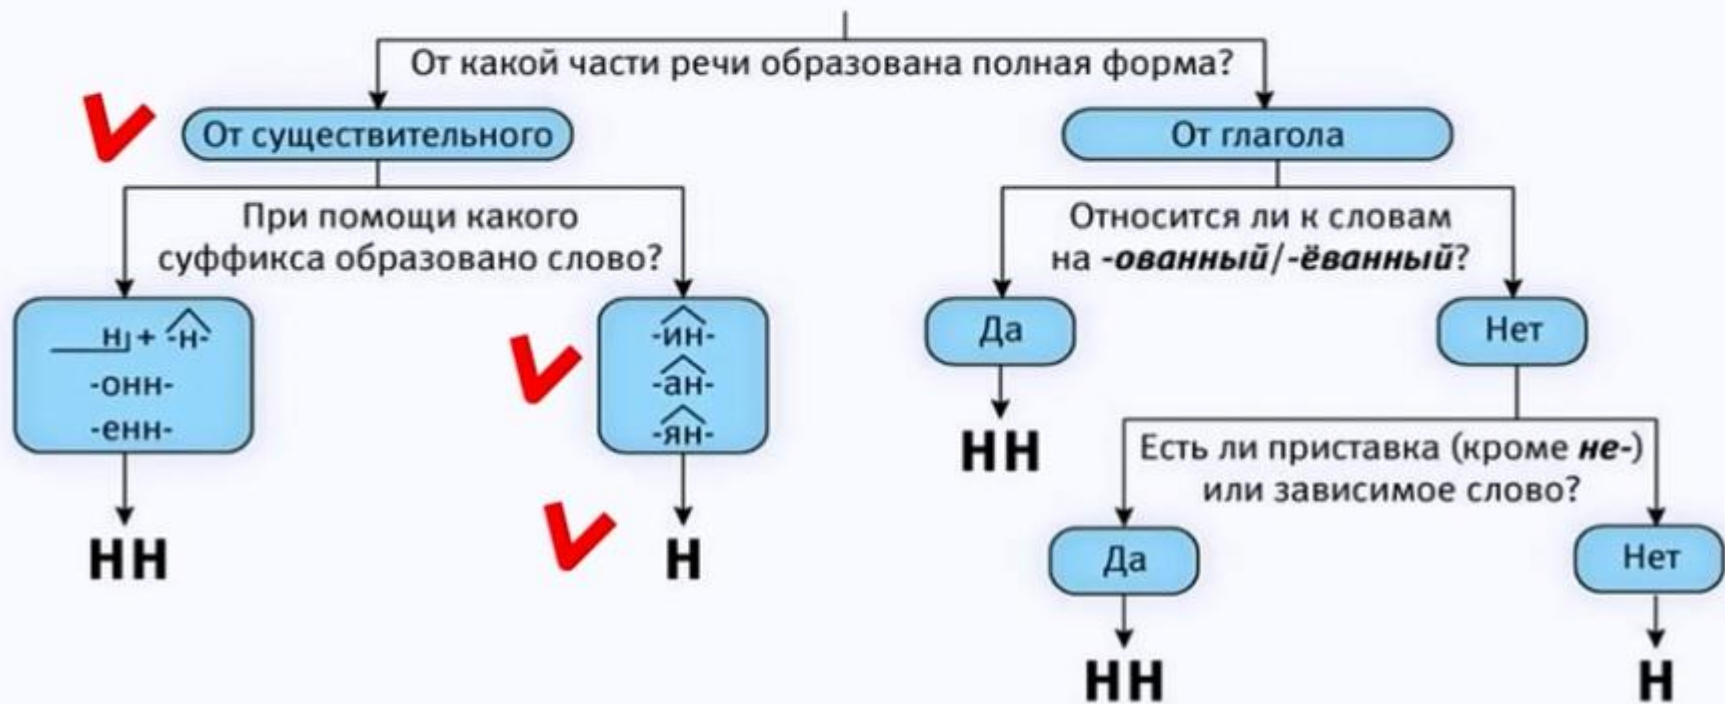 От какой части речи образована полная форма?
От существительного
От глагола
При помощи какого
суффикса образовано слово?
Относится ли к словам
на -ованный/-ёванный?
н + -н-
-онн-
-енн-
-ин-
-ан-
-ян-
Да
Нет
НН
Н
НН
Есть ли приставка (кроме не-)
или зависимое слово?
Да
Нет
НН
Н